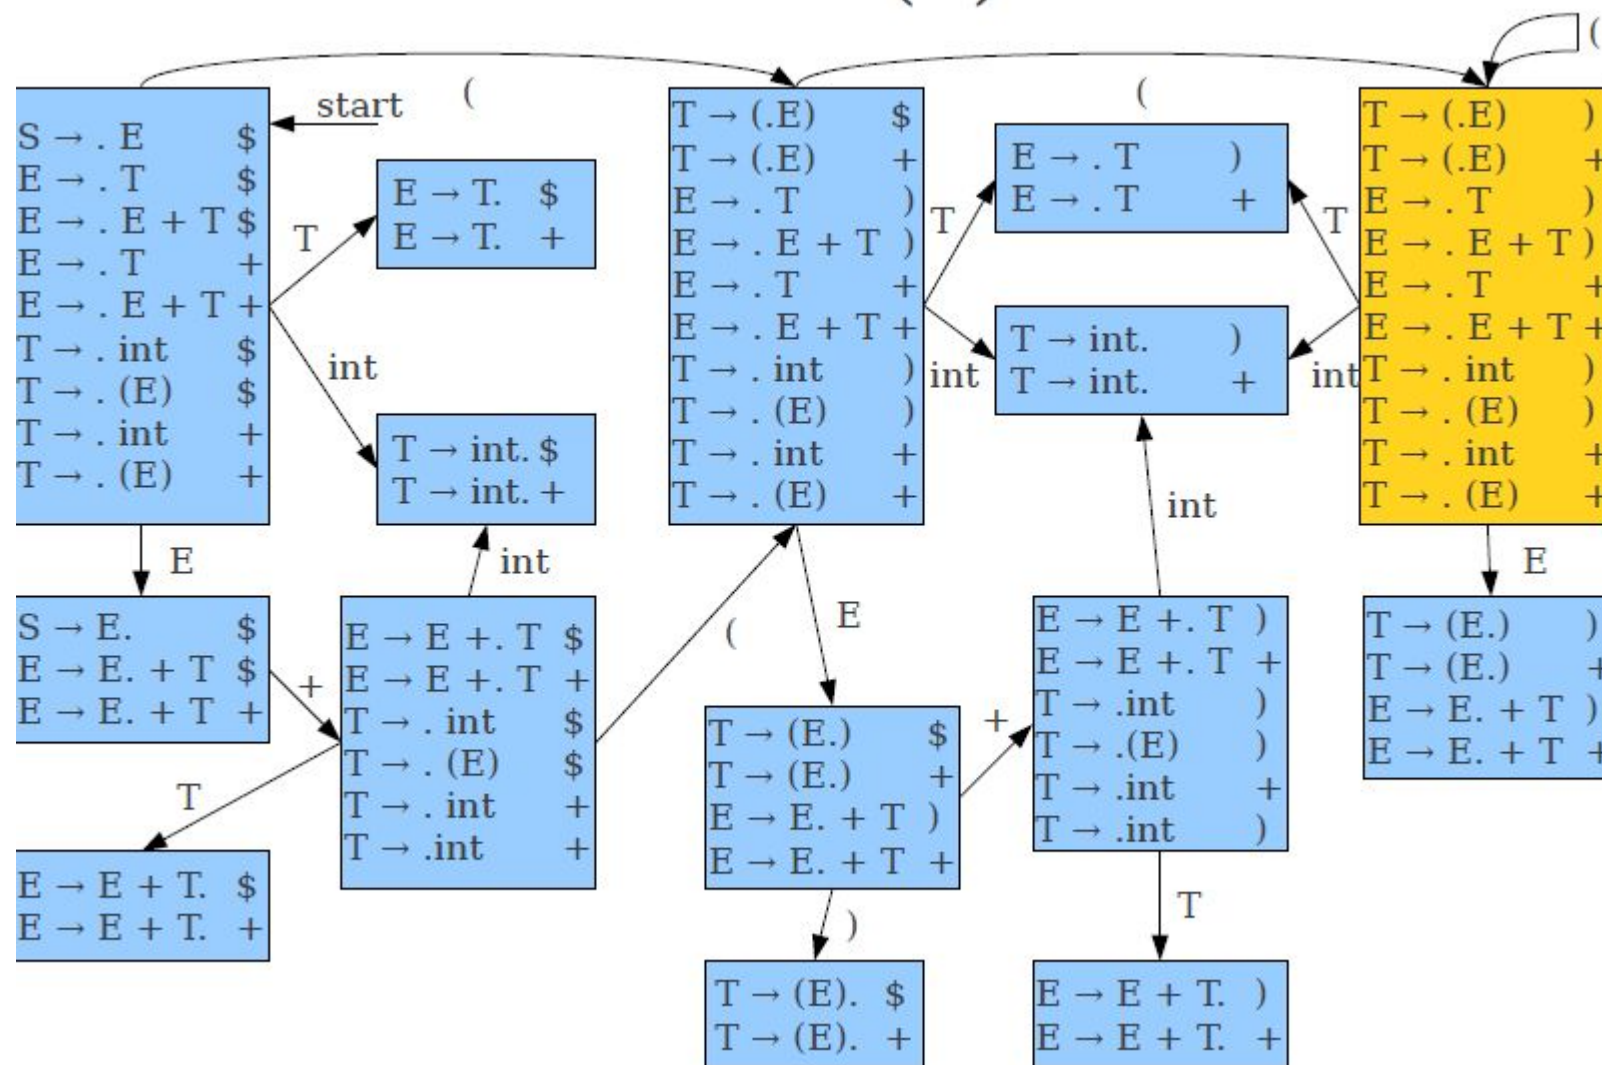 (
(
(
start
S → . E $
E → . T $
E → . E + T $
E → . T +
E → . E + T +
T → . int $
T → . (E) $
T → . int +
T → . (E) +
T
E → T. $
E → T. +
int
T → int. $
T → int. +
T → (.E) $
T → (.E) +
E → . T )
E → . E + T )
E → . T +
E → . E + T +
T → . int )
T → . (E) )
T → . int +
T → . (E) +
T
int
E → . T )
E → . T +
T → int. )
T → int. +
T
int
T → (.E) )
T → (.E) +
E → . T )
E → . E + T )
E → . T +
E → . E + T +
T → . int )
T → . (E) )
T → . int +
T → . (E) +
E
int
(
E
int
E
S → E. $
E → E. + T $
E → E. + T +
+
E → E +. T $
E → E +. T +
T → . int $
T → . (E) $
T → . int +
T → .int +
T
E → E + T. $
E → E + T. +
T → (E.) $
T → (E.) +
E → E. + T )
E → E. + T +
+
E → E +. T )
E → E +. T +
T → .int )
T → .(E) )
T → .int +
T → .int )
T → (E.) )
T → (E.) +
E → E. + T )
E → E. + T +
)
T
T → (E). $
T → (E). +
E → E + T. )
E → E + T. +